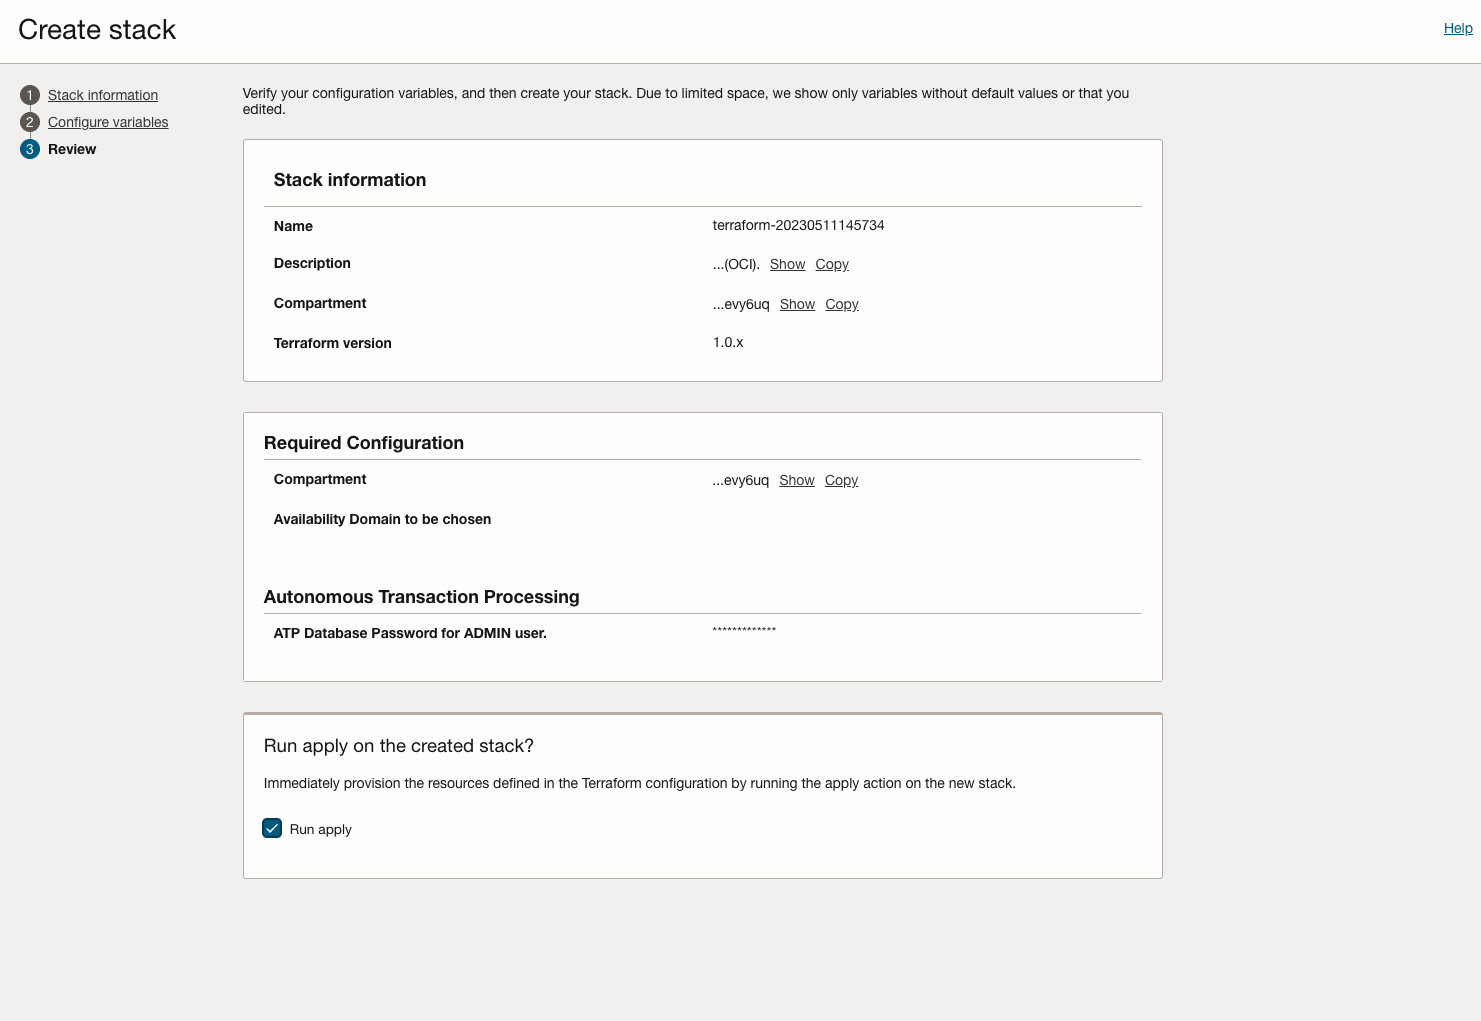 Create stack
Help
1 Stack information
2 Configure variables
3 Review
Verify your configuration variables, and then create your stack. Due to limited space, we show only variables without default values or that you
edited.
Stack information
Name terraform-20230511145734
Description ...(OCI). Show Copy
Compartment ...evy6uq Show Copy
Terraform version 1.0.x
Required Configuration
Compartment ...evy6uq Show Copy
Availability Domain to be chosen
Autonomous Transaction Processing
ATP Database Password for ADMIN user. *************
Run apply on the created stack?
Immediately provision the resources defined in the Terraform configuration by running the apply action on the new stack.
Run apply